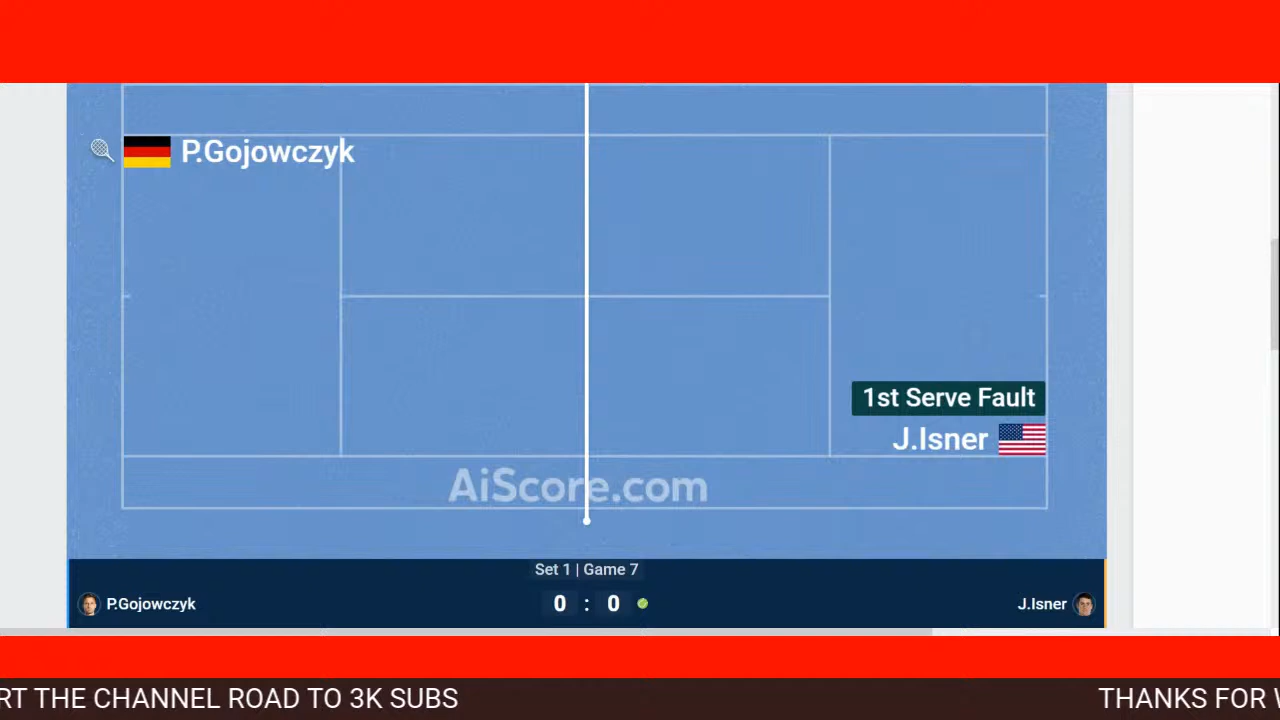 P.Gojowczyk
1st Serve Fault
J.Isner
AiScore.com
Set 1 | Game 7
P.Gojowczyk
0 : 0
J.Isner
RT THE CHANNEL ROAD TO 3K SUBS
THANKS FOR